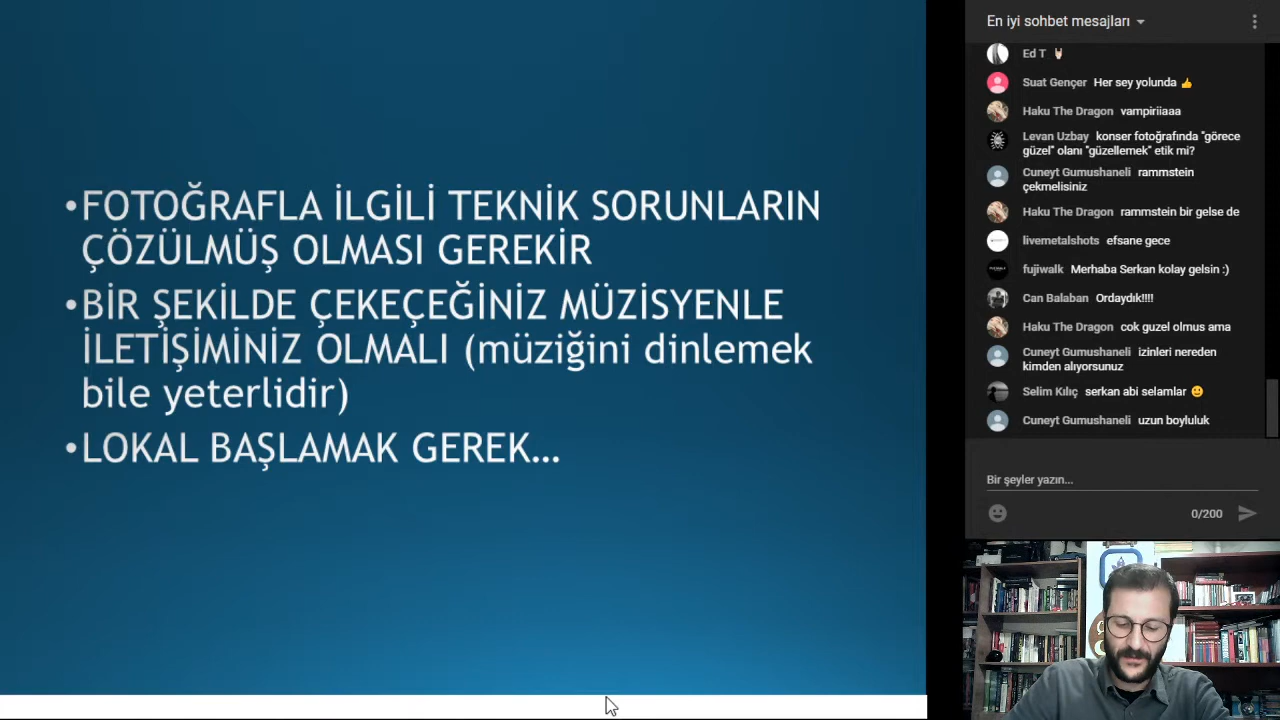 •FOTOĞRAFLA İLGİLİ TEKNİK SORUNLARIN
ÇÖZÜLMÜŞ OLMASI GEREKİR
•BİR ŞEKİLDE ÇEKEÇEĞİNİZ MÜZİSYENLE
İLETİŞİMİNİZ OLMALI (müziğini dinlemek
bile yeterlidir)
•LOKAL BAŞLAMAK GEREK...
En iyi sohbet mesajları
Ed T 🤘🏻
Suat Gençer Her sey yolunda 👍
Haku The Dragon vampiriiaaa
Levan Uzbay konser fotoğrafında "görece
güzel" olanı "güzellemek" etik mi?
Cuneyt Gumushaneli rammstein
çekmelisiniz
Haku The Dragon rammstein bir gelse de
livemetalshots efsane gece
fujiwalk Merhaba Serkan kolay gelsin :)
Can Balaban Ordaydık!!!!
Haku The Dragon cok guzel olmus ama
Cuneyt Gumushaneli izinleri nereden
kimden alıyorsunuz
Selim Kılıç serkan abi selamlar 🙂
Cuneyt Gumushaneli uzun boyluluk
Bir şeyler yazın...
0/200